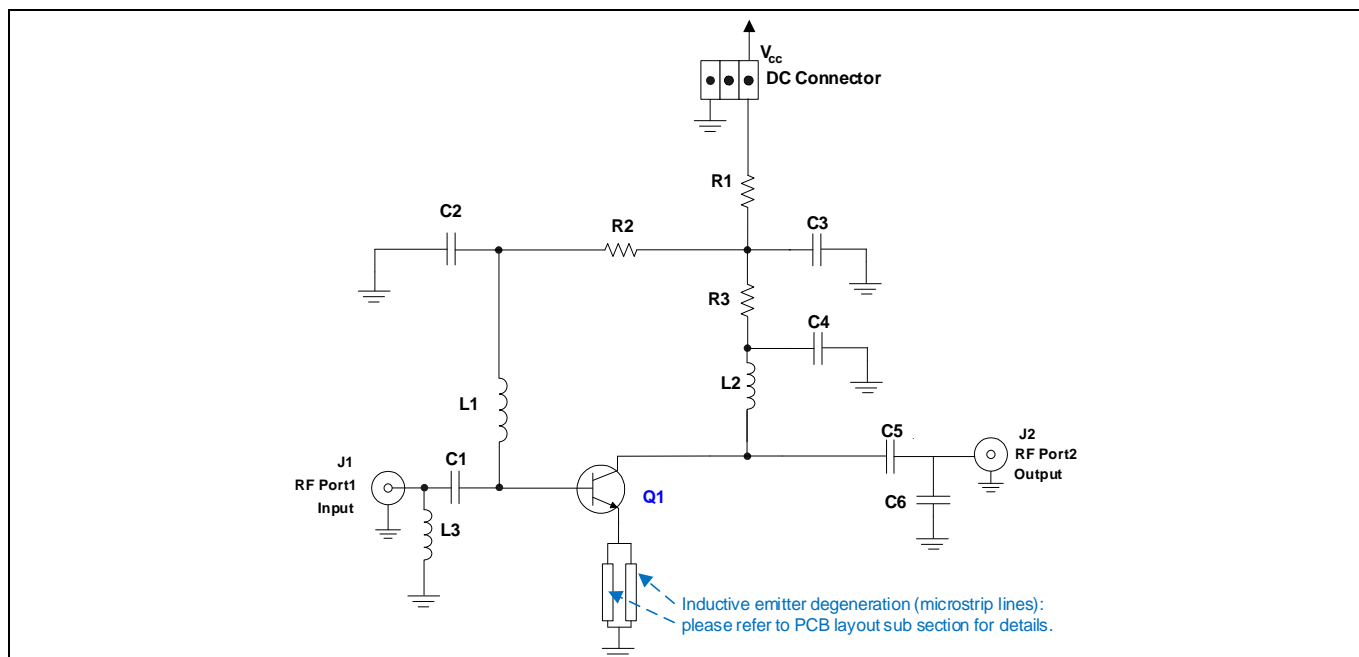 Vcc
DC Connector
R1
C2
R2
C3
R3
C4
L2
L1
C5
J1
RF Port1
Input
C1
J2
RF Port2
Output
Q1
C6
L3
Inductive emitter degeneration (microstrip lines):
please refer to PCB layout sub section for details.